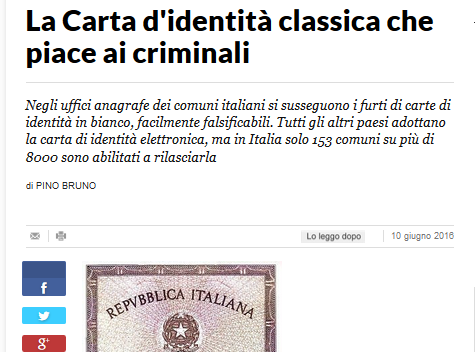 La Carta d'identità classica che
piace ai criminali
Negli uffici anagrafe dei comuni italiani si susseguono i furti di carte di
identità in bianco, facilmente falsificabili. Tutti gli altri paesi adottano
la carta di identità elettronica, ma in Italia solo 153 comuni su più di
8000 sono abilitati a rilasciarla
di PINO BRUNO
Lo leggo dopo
10 giugno 2016
f
g+
REPVBBLICA ITALIANA